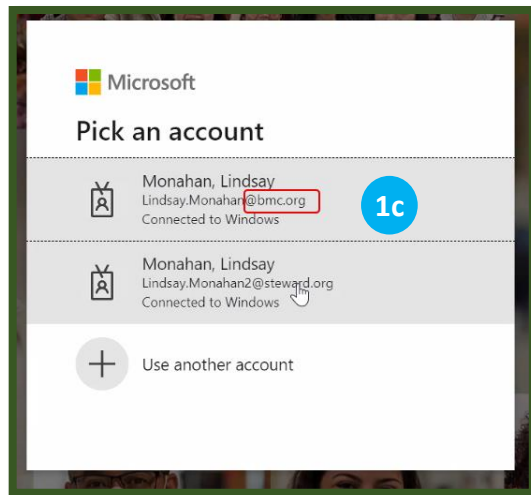 Microsoft
Pick an account
Monahan, Lindsay
Lindsay.Monahan@bmc.org
Connected to Windows
1c
Monahan, Lindsay
Lindsay.Monahan2@steward.org
Connected to Windows
Use another account